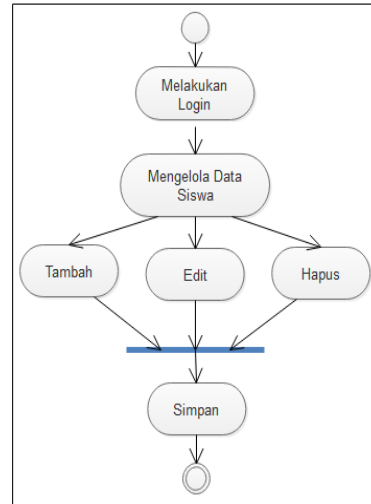 Melakukan
Login
Mengelola Data
Siswa
Tambah
Edit
Hapus
Simpan